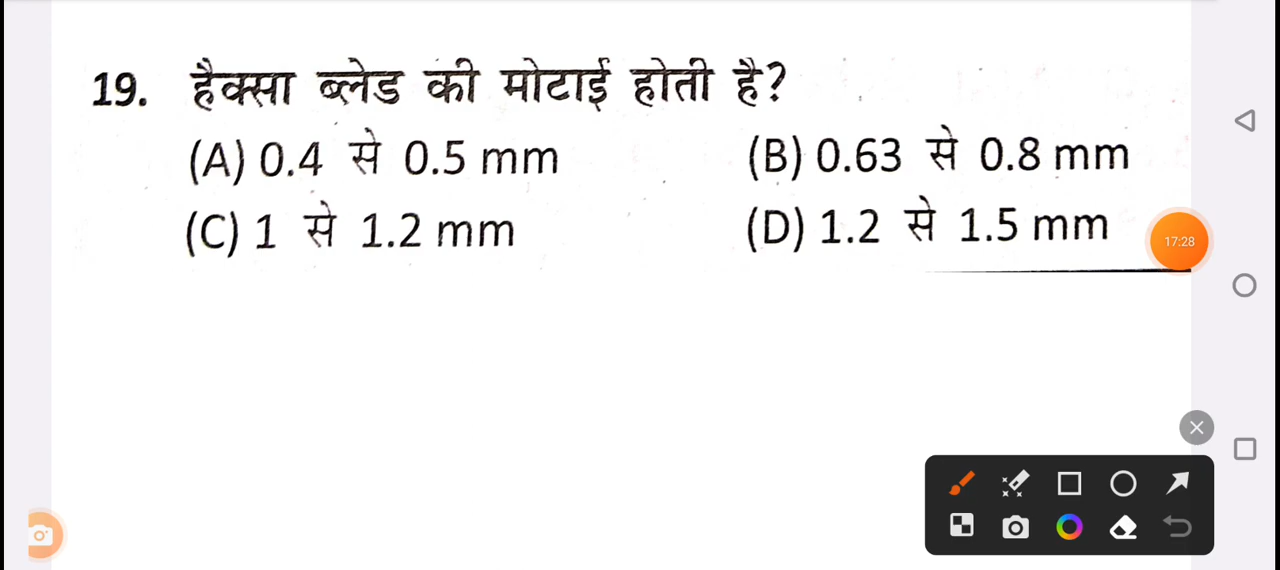 19. हैक्सा ब्लेड की मोटाई होती है?
(A) 0.4 से 0.5 mm (B) 0.63 से 0.8 mm
(C) 1 से 1.2 mm (D) 1.2 से 1.5 mm
17:28